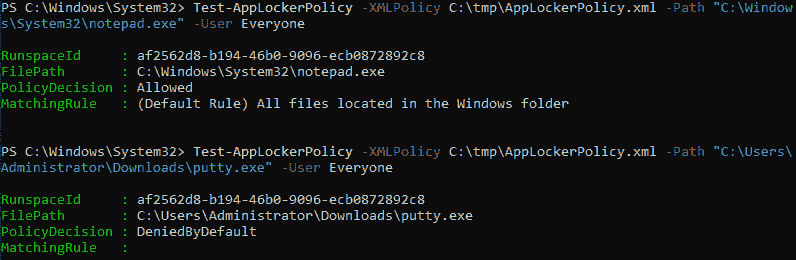 PS C:\Windows\System32> Test-AppLockerPolicy -XMLPolicy C:\tmp\AppLockerPolicy.xml -Path "C:\Window
s\System32\notepad.exe" -User Everyone
RunspaceId     : af2562d8-b194-46b0-9096-ecb0872892c8
FilePath       : C:\Windows\System32\notepad.exe
PolicyDecision : Allowed
MatchingRule   : (Default Rule) All files located in the Windows folder
PS C:\Windows\System32> Test-AppLockerPolicy -XMLPolicy C:\tmp\AppLockerPolicy.xml -Path "C:\Users\
Administrator\Downloads\putty.exe" -User Everyone
RunspaceId     : af2562d8-b194-46b0-9096-ecb0872892c8
FilePath       : C:\Users\Administrator\Downloads\putty.exe
PolicyDecision : DeniedByDefault
MatchingRule   :